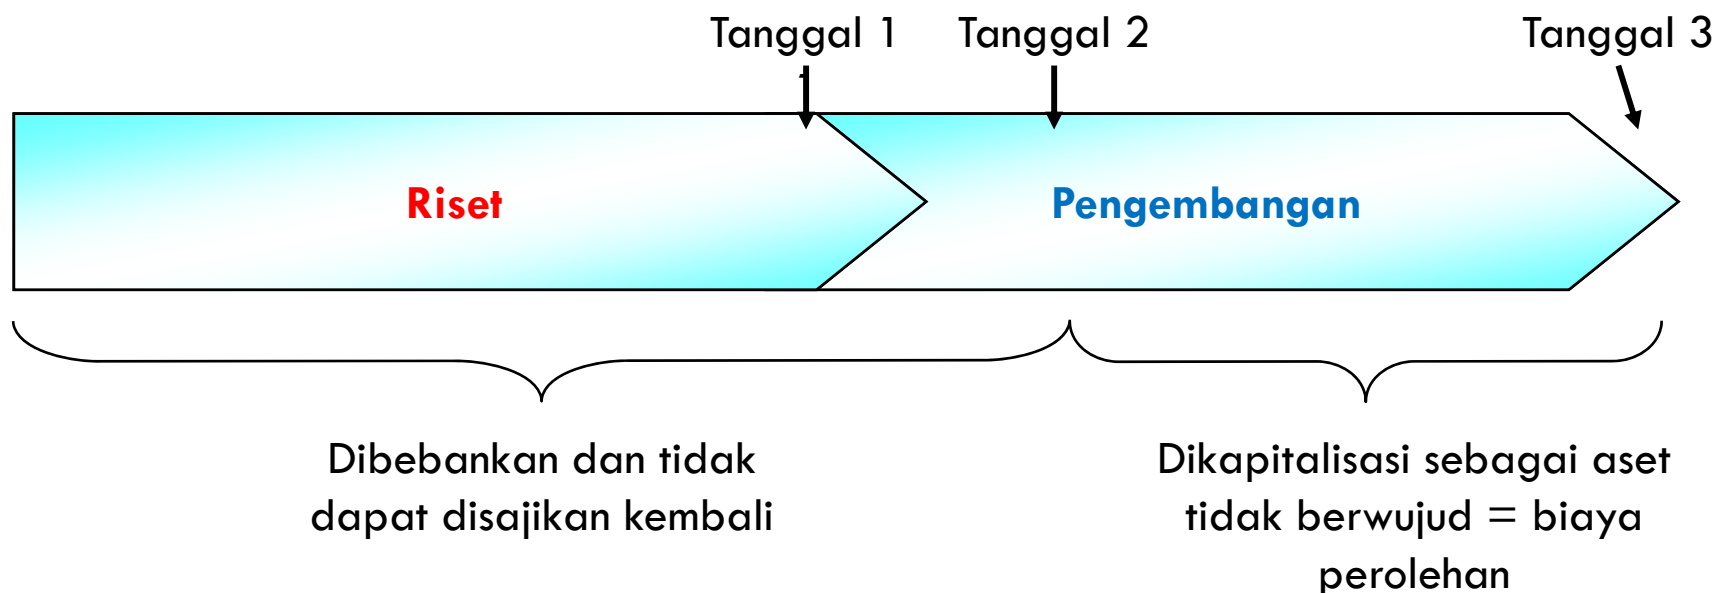 Tanggal 1
Tanggal 2
Tanggal 3
Riset
Pengembangan
Dibebankan dan tidak
dapat disajikan kembali
Dikapitalisasi sebagai aset
tidak berwujud = biaya
perolehan